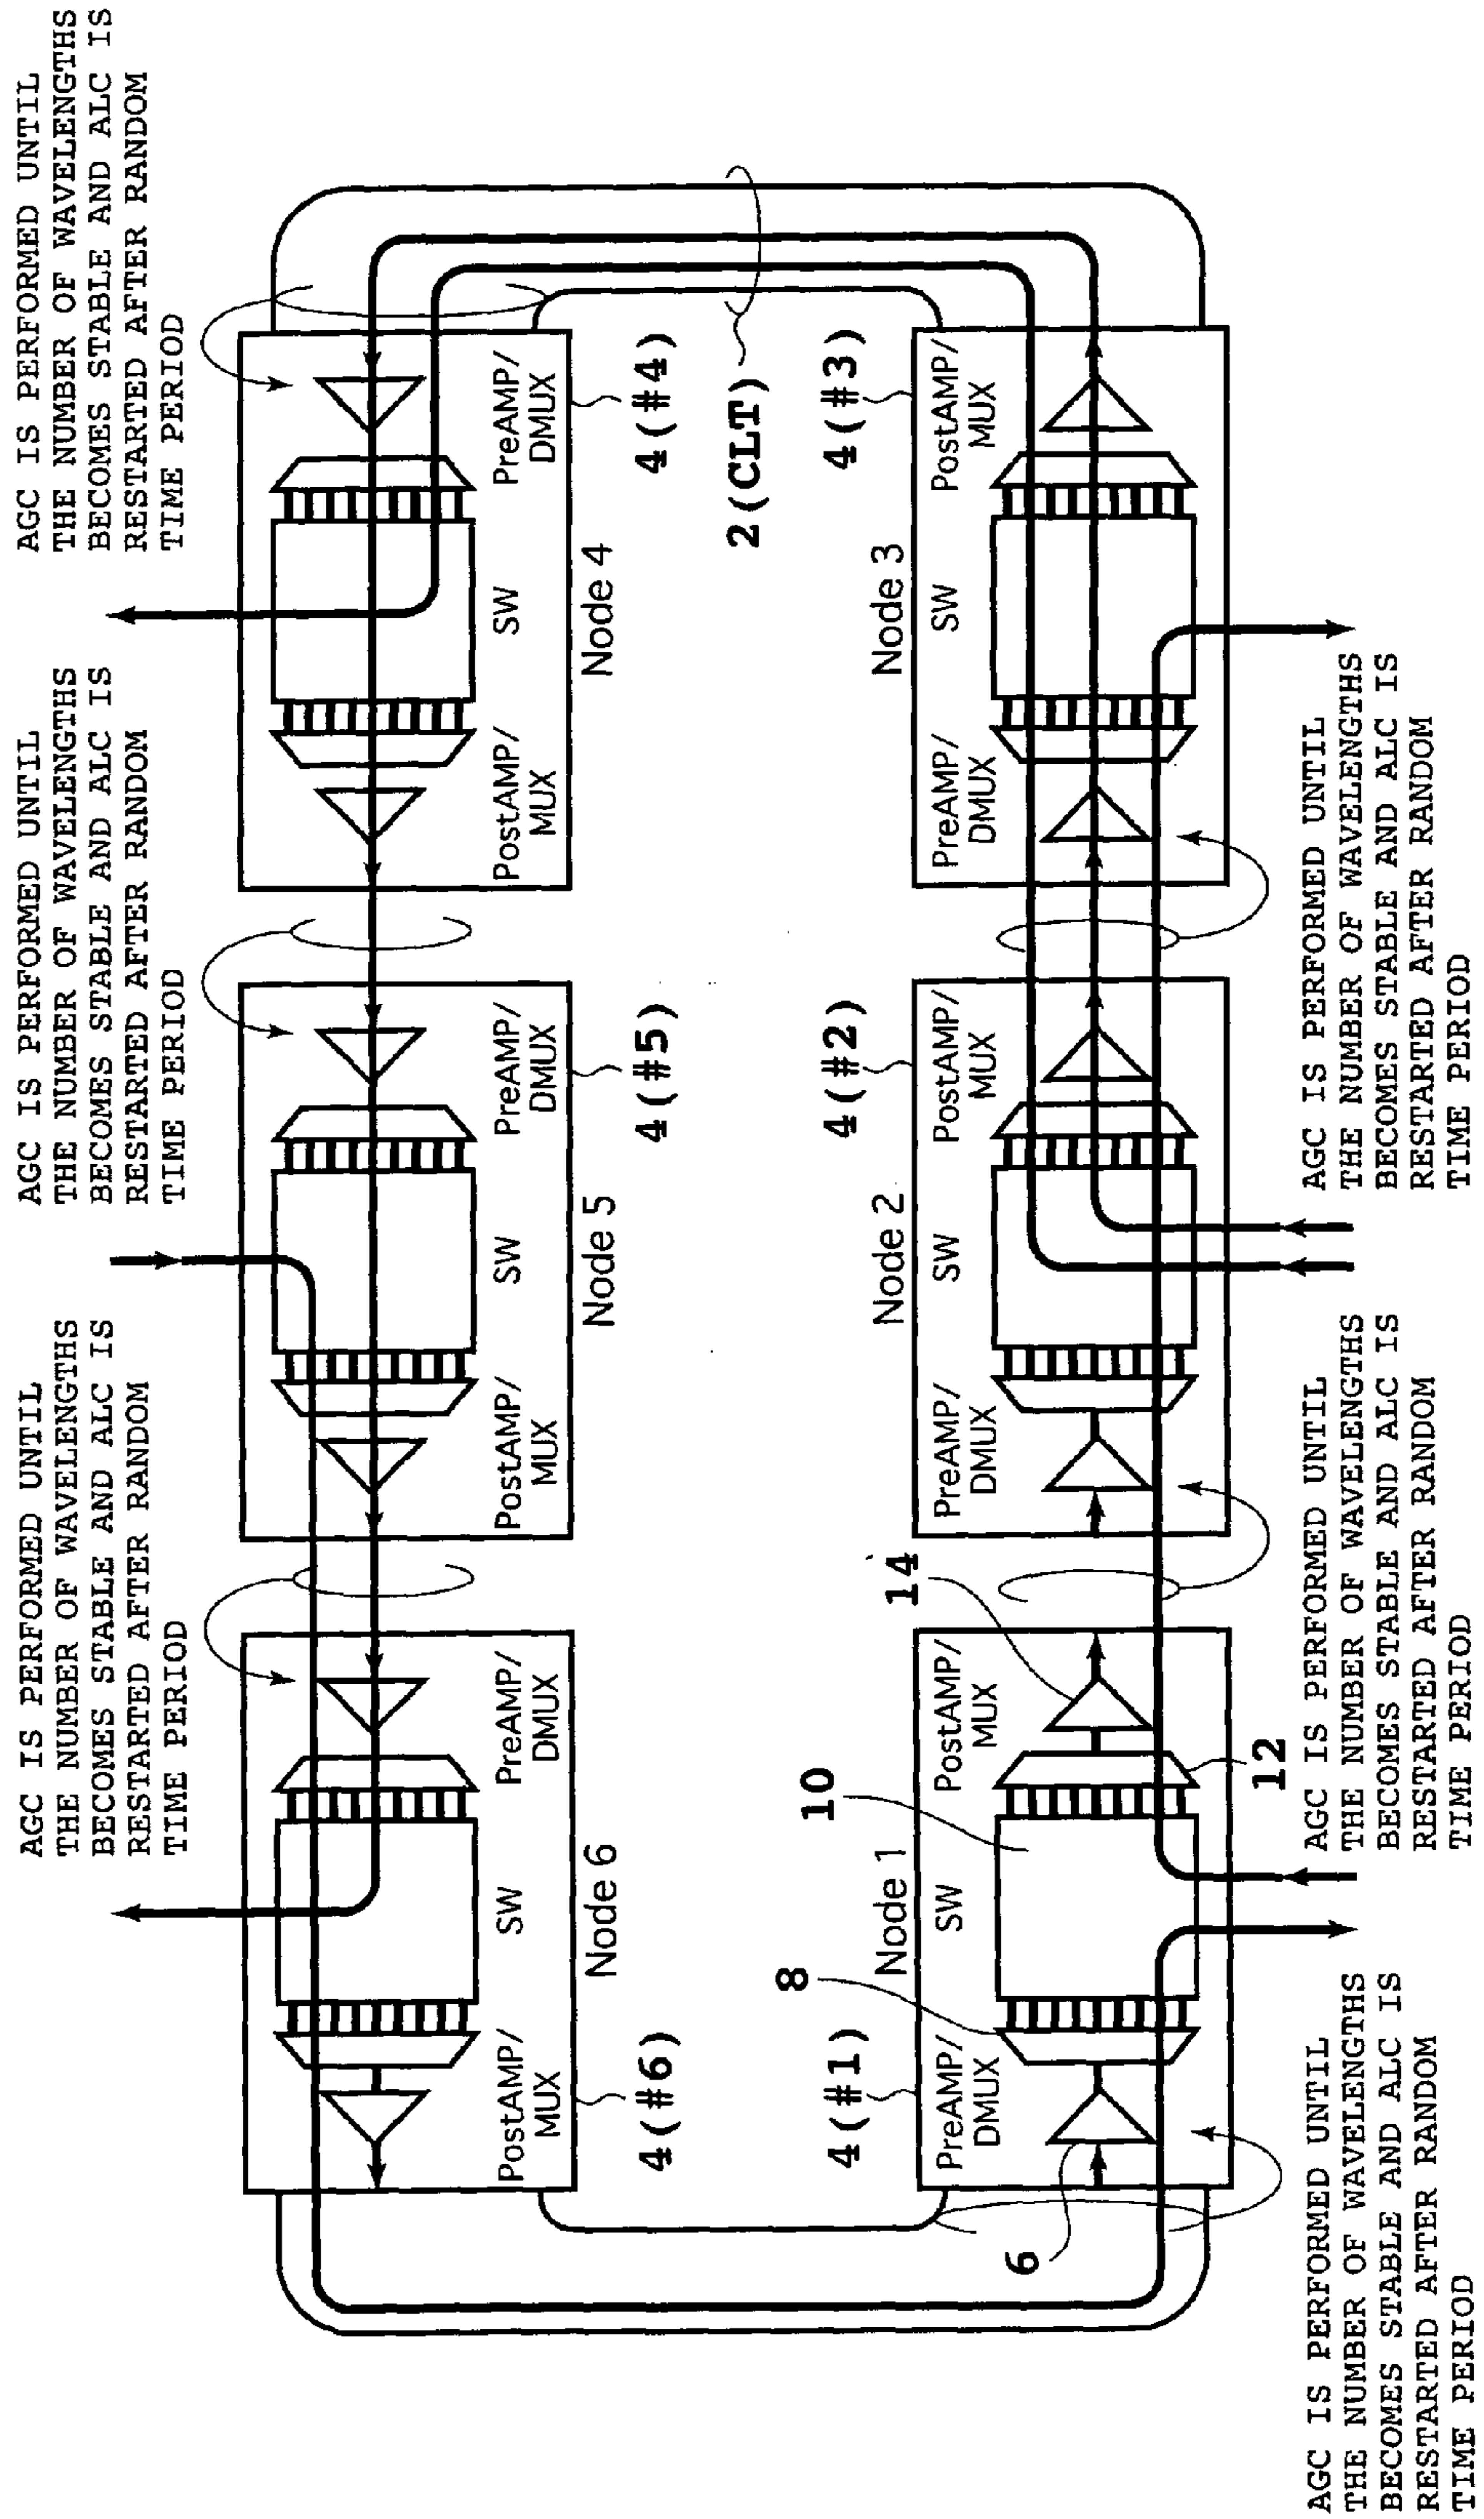 AGC IS PERFORMED UNTIL
THE NUMBER OF WAVELENGTHS
BECOMES STABLE AND ALC IS
RESTARTED AFTER RANDOM
TIME PERIOD
AGC IS PERFORMED UNTIL
THE NUMBER OF WAVELENGTHS
BECOMES STABLE AND ALC IS
RESTARTED AFTER RANDOM
TIME PERIOD
AGC IS PERFORMED UNTIL
THE NUMBER OF WAVELENGTHS
BECOMES STABLE AND ALC IS
RESTARTED AFTER RANDOM
TIME PERIOD
PostAMP/
MUX
SW
PreAMP/
DMUX
Node 6
4(#6)
PostAMP/
MUX
SW
PreAMP/
DMUX
Node 5
4(#5)
PostAMP/
MUX
SW
PreAMP/
DMUX
Node 4
4(#4)
2(CLT)
4(#1)
8
Node 1
10
14
PreAMP/
DMUX
SW
PostAMP/
MUX
6
12
4(#2)
Node 2
PreAMP/
DMUX
SW
PostAMP/
MUX
4(#3)
Node 3
PreAMP/
DMUX
SW
PostAMP/
MUX
AGC IS PERFORMED UNTIL
THE NUMBER OF WAVELENGTHS
BECOMES STABLE AND ALC IS
RESTARTED AFTER RANDOM
TIME PERIOD
AGC IS PERFORMED UNTIL
THE NUMBER OF WAVELENGTHS
BECOMES STABLE AND ALC IS
RESTARTED AFTER RANDOM
TIME PERIOD
AGC IS PERFORMED UNTIL
THE NUMBER OF WAVELENGTHS
BECOMES STABLE AND ALC IS
RESTARTED AFTER RANDOM
TIME PERIOD